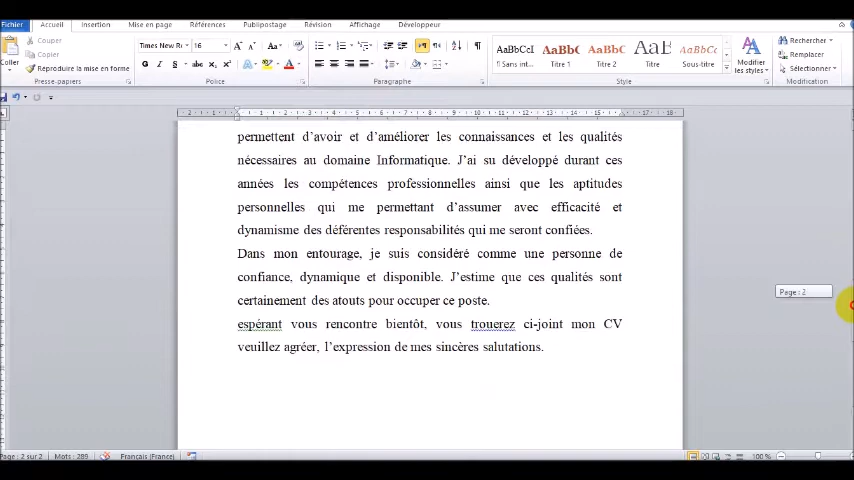 Fichier Accueil Insertion Mise en page Références Publipostage Révision Affichage Développeur
Couper
Copier
Coller
Reproduire la mise en forme
Presse-papiers
Times New Ro 16
G I S abc x₂ x²
Police
Paragraphe
AaBbCcI AaBbC AaBbCc AaB AaBbCc.
¶ Sans int... Titre 1 Titre 2 Titre Sous-titre
Modifier les styles
Style
Rechercher
Remplacer
Sélectionner
Modification
permettent d’avoir et d’améliorer les connaissances et les qualités
nécessaires au domaine Informatique. J’ai su développé durant ces
années les compétences professionnelles ainsi que les aptitudes
personnelles qui me permettant d’assumer avec efficacité et
dynamisme des déférentes responsabilités qui me seront confiées.
Dans mon entourage, je suis considéré comme une personne de
confiance, dynamique et disponible. J’estime que ces qualités sont
certainement des atouts pour occuper ce poste.
espérant vous rencontre bientôt, vous trouerez ci-joint mon CV
veuillez agréer, l’expression de mes sincères salutations.
Page : 2
Page : 2 sur 2 Mots : 289 Français (France) 100 %